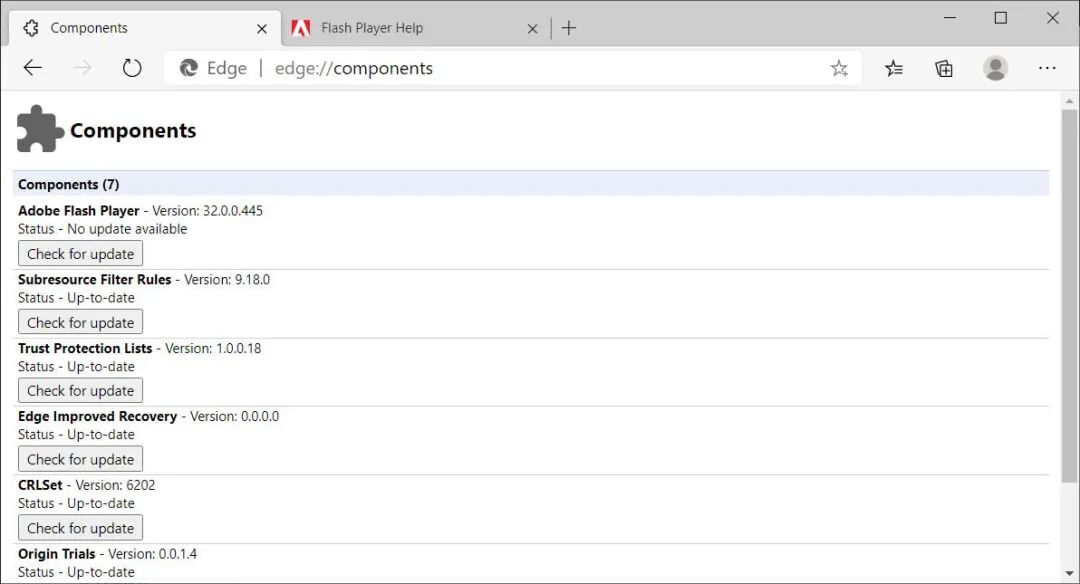 Components
Flash Player Help
Edge | edge://components
Components
Components (7)
Adobe Flash Player - Version: 32.0.0.445
Status - No update available
Check for update
Subresource Filter Rules - Version: 9.18.0
Status - Up-to-date
Check for update
Trust Protection Lists - Version: 1.0.0.18
Status - Up-to-date
Check for update
Edge Improved Recovery - Version: 0.0.0.0
Status - Up-to-date
Check for update
CRLSet - Version: 6202
Status - Up-to-date
Check for update
Origin Trials - Version: 0.0.1.4
Status - Up-to-date